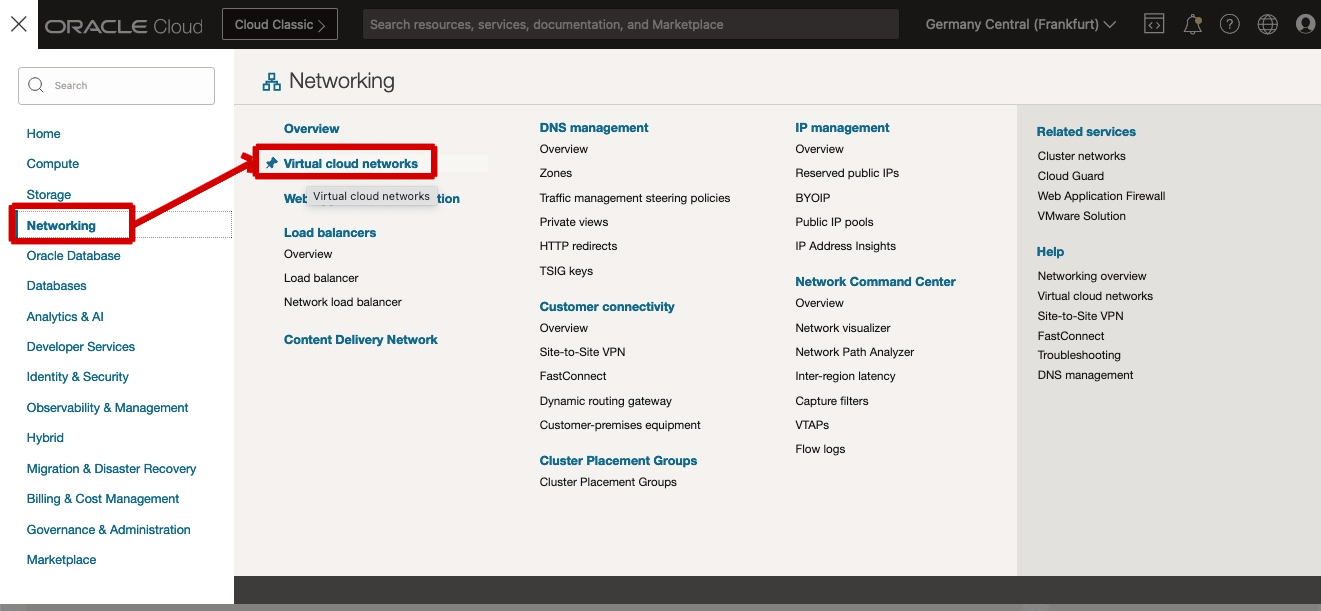 ORACLE Cloud
Cloud Classic
Search resources, services, documentation, and Marketplace
Germany Central (Frankfurt)
Search
Home
Compute
Storage
Networking
Oracle Database
Databases
Analytics & AI
Developer Services
Identity & Security
Observability & Management
Hybrid
Migration & Disaster Recovery
Billing & Cost Management
Governance & Administration
Marketplace
Networking
Overview
Virtual cloud networks
Virtual cloud networks
Load balancers
Overview
Load balancer
Network load balancer
Content Delivery Network
DNS management
Overview
Zones
Traffic management steering policies
Private views
HTTP redirects
TSIG keys
Customer connectivity
Overview
Site-to-Site VPN
FastConnect
Dynamic routing gateway
Customer-premises equipment
Cluster Placement Groups
Cluster Placement Groups
IP management
Overview
Reserved public IPs
BYOIP
Public IP pools
IP Address Insights
Network Command Center
Overview
Network visualizer
Network Path Analyzer
Inter-region latency
Capture filters
VTAPs
Flow logs
Related services
Cluster networks
Cloud Guard
Web Application Firewall
VMware Solution
Help
Networking overview
Virtual cloud networks
Site-to-Site VPN
FastConnect
Troubleshooting
DNS management